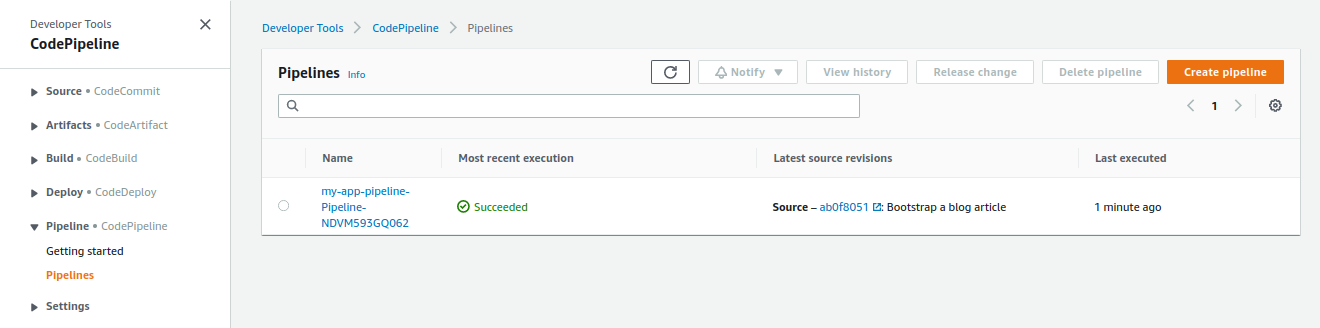 Developer Tools
CodePipeline
Source • CodeCommit
Artifacts • CodeArtifact
Build • CodeBuild
Deploy • CodeDeploy
Pipeline • CodePipeline
Getting started
Pipelines
Settings
Developer Tools > CodePipeline > Pipelines
Pipelines Info
Notify View history Release change Delete pipeline Create pipeline
1
Name Most recent execution Latest source revisions Last executed
my-app-pipeline-
Pipeline-
NDVM593GQ062
Succeeded
Source – ab0f8051 : Bootstrap a blog article
1 minute ago